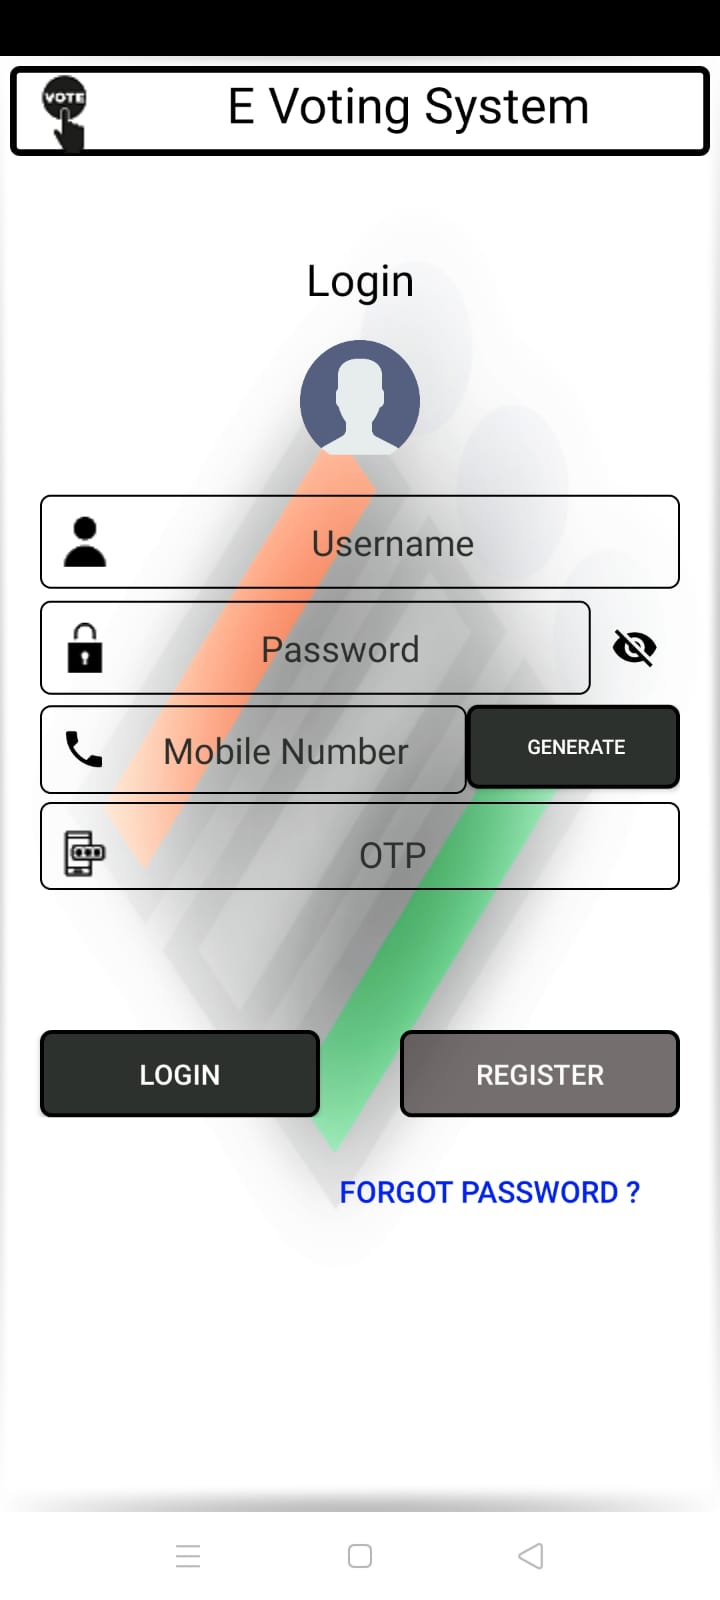 VOTE
E Voting System
Login
Username
Password
Mobile Number
GENERATE
OTP
LOGIN
REGISTER
FORGOT PASSWORD ?